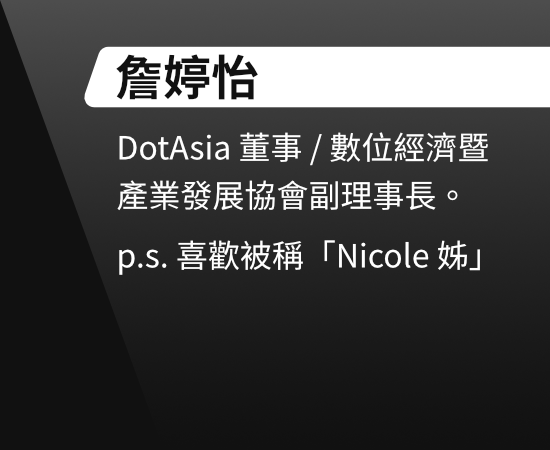 詹婷怡
DotAsia 董事 / 數位經濟暨
產業發展協會副理事長。
p.s. 喜歡被稱「Nicole 姊」